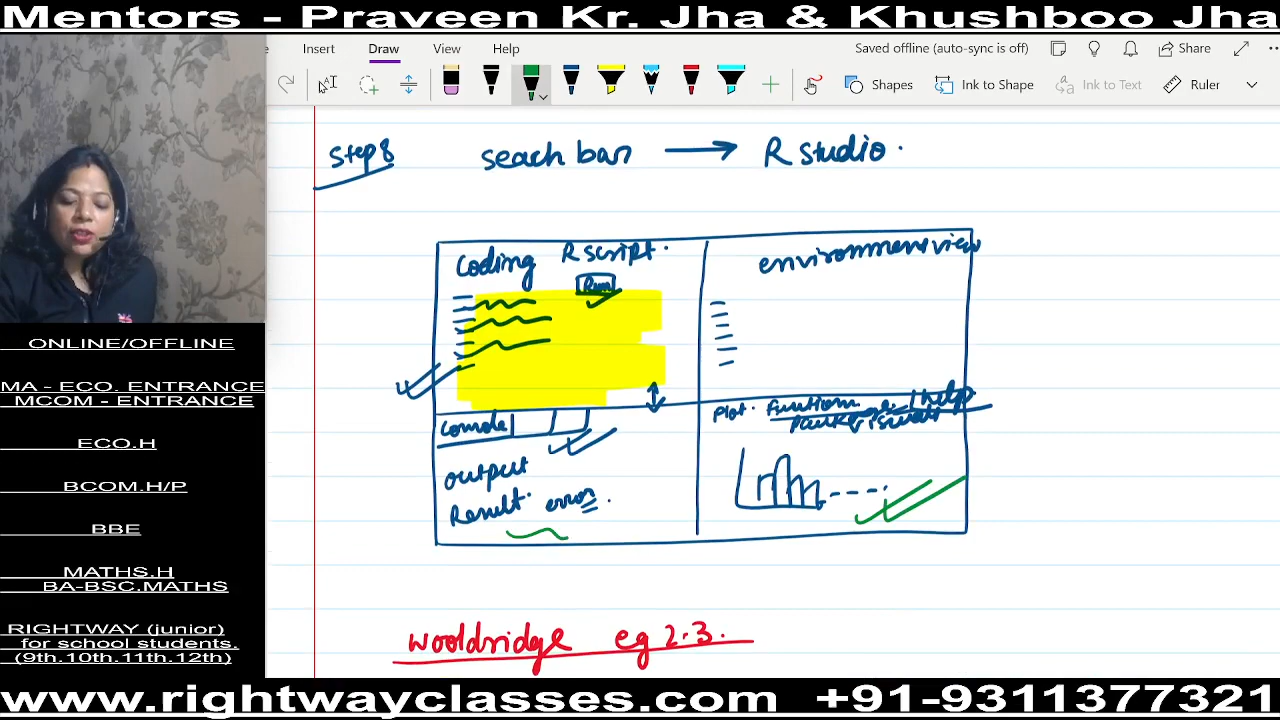 Mentors - Praveen Kr. Jha & Khushboo Jha
Insert Draw View Help
Saved offline (auto-sync is off)
Share
Shapes
Ink to Shape
Ink to Text
Ruler
step 8 seach bar → R studio.
Coding R script.
Run
environment view
Console
output
Result. error.
Plot. function help
wooldridge eg 2.3.
ONLINE/OFFLINE
MA - ECO. ENTRANCE
MCOM - ENTRANCE
ECO.H
BCOM.H/P
BBE
MATHS.H
BA-BSC.MATHS
RIGHTWAY (junior)
for school students.
(9th.10th.11th.12th)
www.rightwayclasses.com +91-9311377321